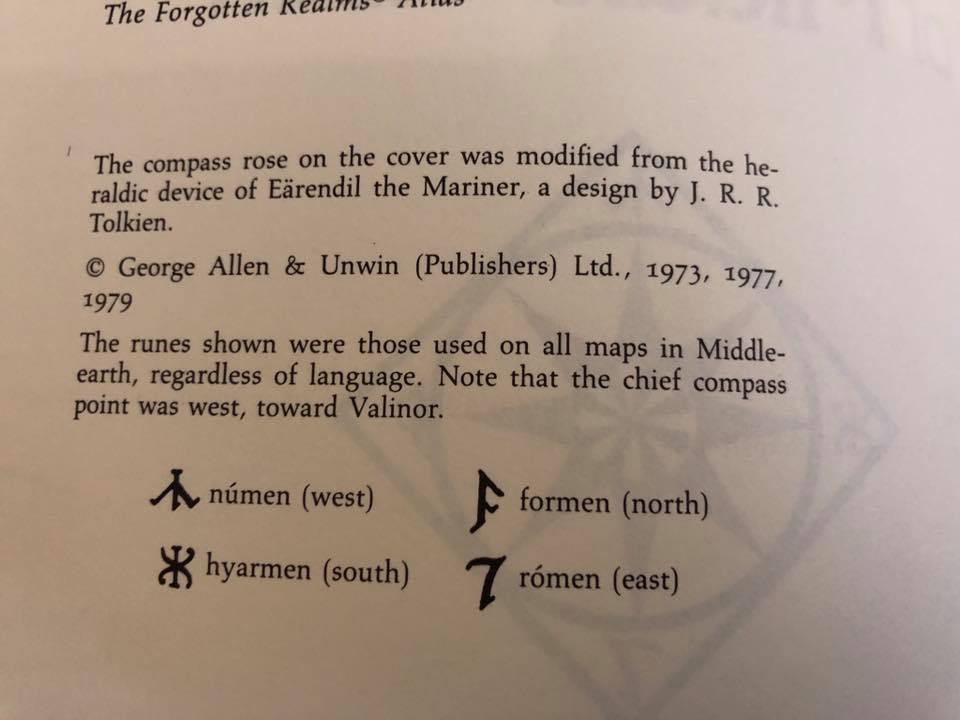 The Forgotten Realms® Atlas
The compass rose on the cover was modified from the he-
raldic device of Eärendil the Mariner, a design by J. R. R.
Tolkien.
© George Allen & Unwin (Publishers) Ltd., 1973, 1977,
1979
The runes shown were those used on all maps in Middle-
earth, regardless of language. Note that the chief compass
point was west, toward Valinor.
númen (west) formen (north)
hyarmen (south) rómen (east)